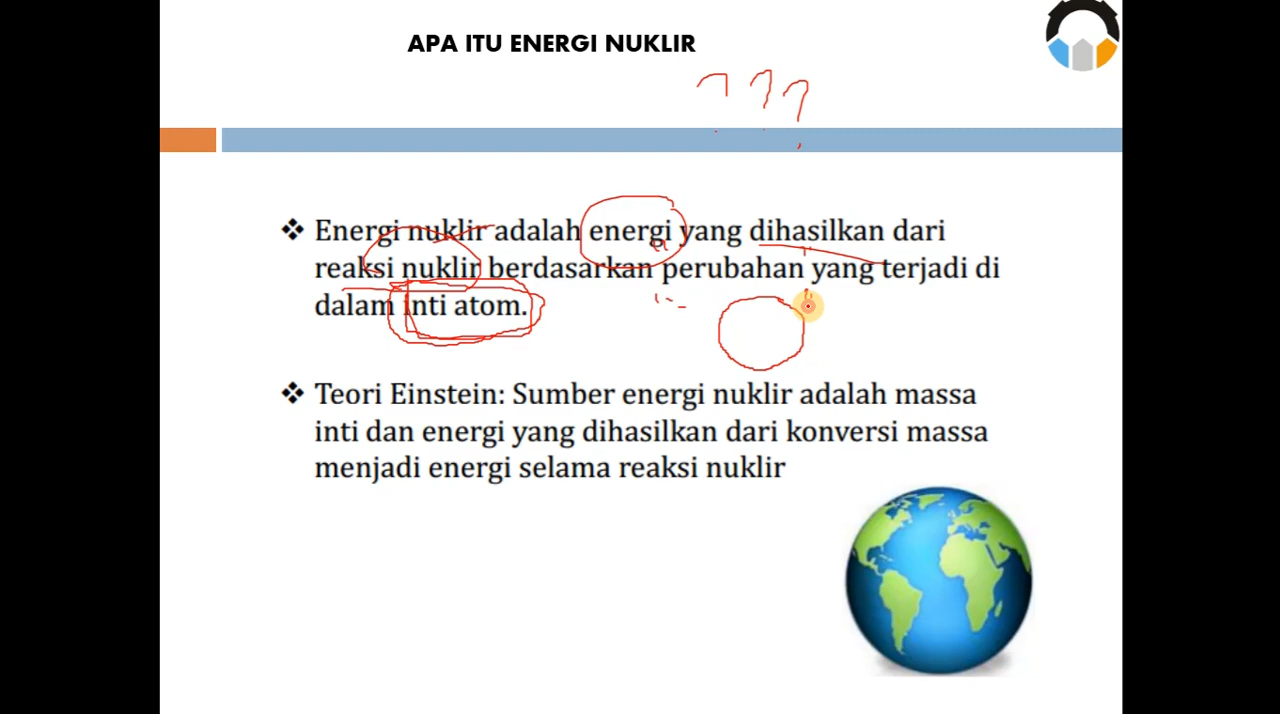 APA ITU ENERGI NUKLIR
???
❖ Energi nuklir adalah energi yang dihasilkan dari
reaksi nuklir berdasarkan perubahan yang terjadi di
dalam inti atom.
❖ Teori Einstein: Sumber energi nuklir adalah massa
inti dan energi yang dihasilkan dari konversi massa
menjadi energi selama reaksi nuklir